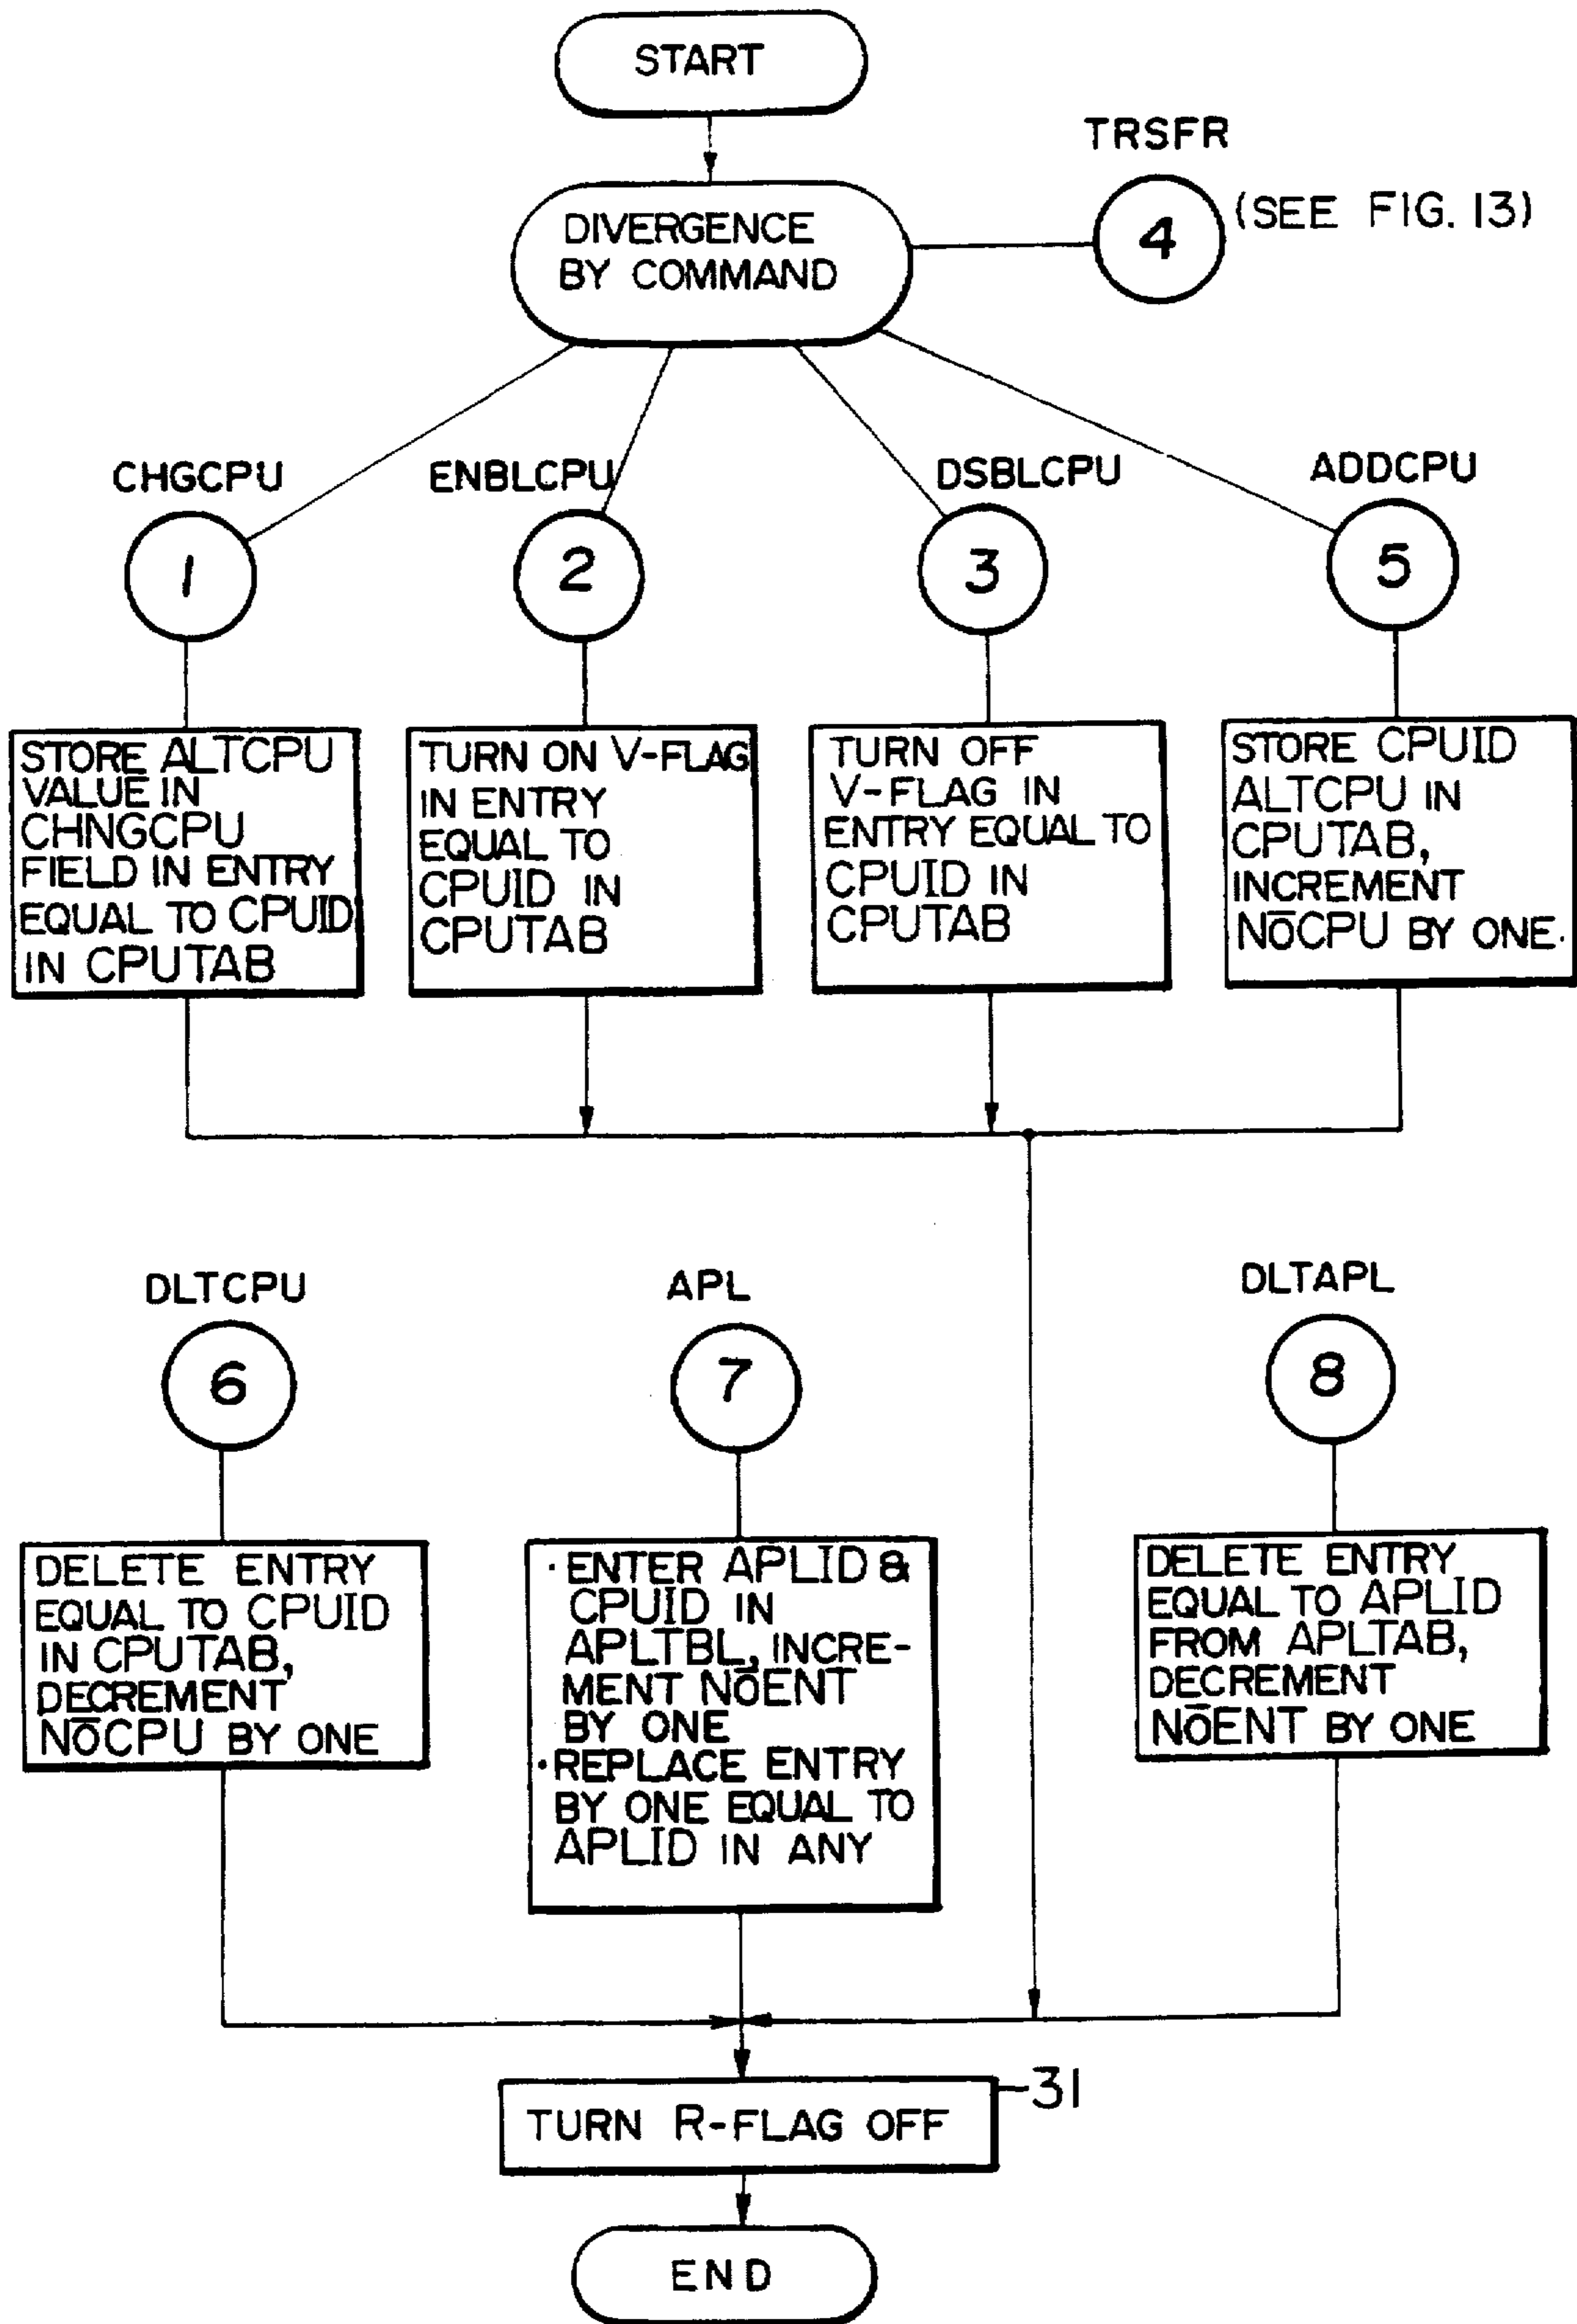 START
TRSFR
4
(SEE FIG. 13)
DIVERGENCE
BY COMMAND
CHGCPU
ENBLCPU
DSBLCPU
ADDCPU
1
2
3
5
STORE ALTCPU
VALUE IN
CHNGCPU
FIELD IN ENTRY
EQUAL TO CPUID
IN CPUTAB
TURN ON V-FLAG
IN ENTRY
EQUAL TO
CPUID IN
CPUTAB
TURN OFF
V-FLAG IN
ENTRY EQUAL TO
CPUID IN
CPUTAB
STORE CPUID
ALTCPU IN
CPUTAB,
INCREMENT
NŌCPU BY ONE.
DLTCPU
APL
DLTAPL
6
7
8
DELETE ENTRY
EQUAL TO CPUID
IN CPUTAB,
DECREMENT
NŌCPU BY ONE
· ENTER APLID &
CPUID IN
APLTBL, INCRE-
MENT NŌENT
BY ONE
· REPLACE ENTRY
BY ONE EQUAL TO
APLID IN ANY
DELETE ENTRY
EQUAL TO APLID
FROM APLTAB,
DECREMENT
NŌENT BY ONE
31
TURN R-FLAG OFF
END